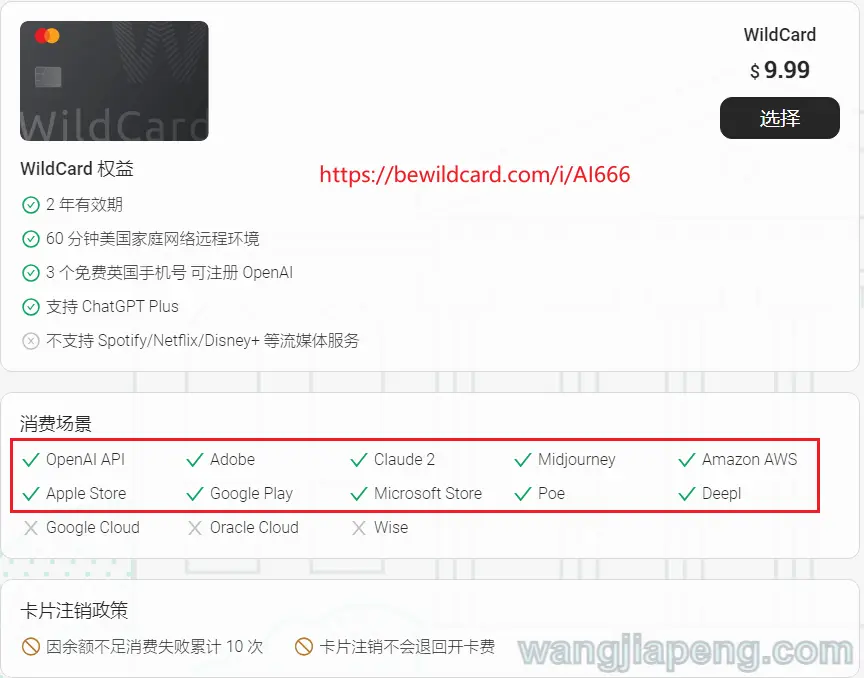 WildCard
WildCard
$ 9.99
选择
WildCard 权益
https://bewildcard.com/i/AI666
2 年有效期
60 分钟美国家庭网络远程环境
3 个免费英国手机号 可注册 OpenAI
支持 ChatGPT Plus
不支持 Spotify/Netflix/Disney+ 等流媒体服务
消费场景
OpenAI API Adobe Claude 2 Midjourney Amazon AWS
Apple Store Google Play Microsoft Store Poe Deepl
Google Cloud Oracle Cloud Wise
卡片注销政策
因余额不足消费失败累计 10 次 卡片注销不会退回开卡费
wangjiapeng.com